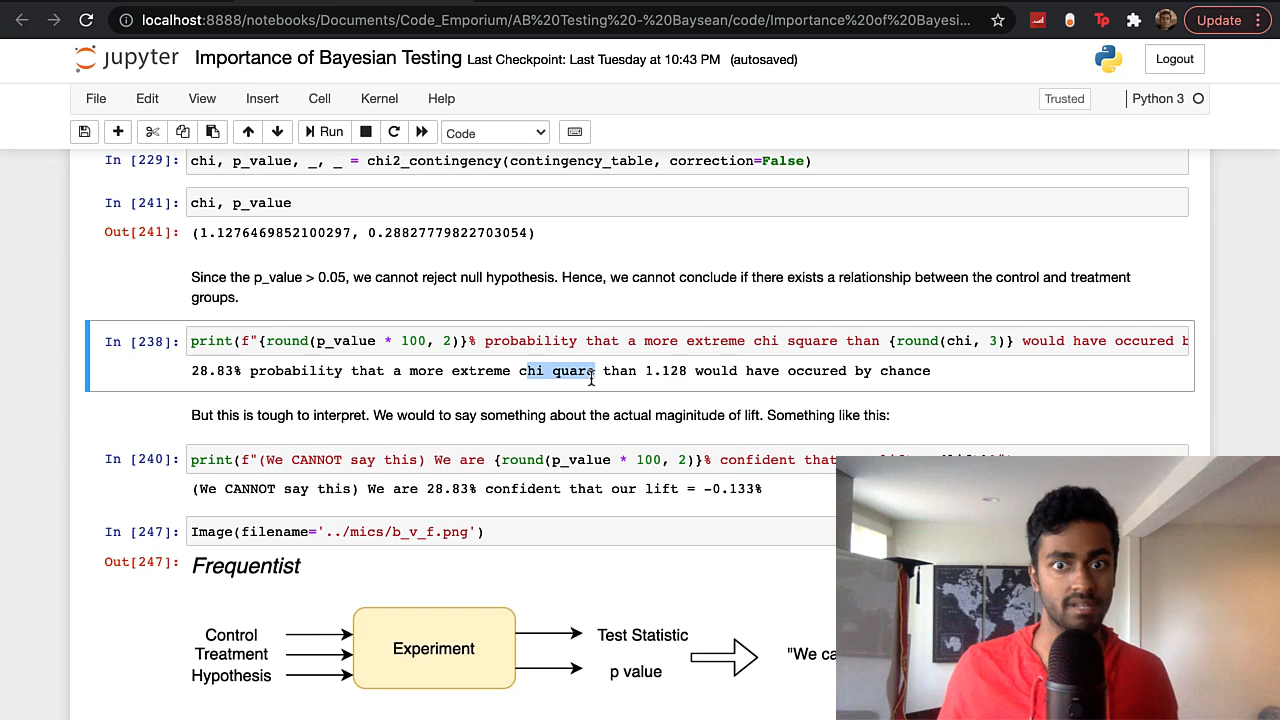 localhost:8888/notebooks/Documents/Code_Emporium/AB%20Testing%20-%20Baysean/code/Importance%20of%20Bayesi...
Update
jupyter Importance of Bayesian Testing Last Checkpoint: Last Tuesday at 10:43 PM (autosaved)
Logout
File Edit View Insert Cell Kernel Help
Trusted Python 3
Run Code
In [229]: chi, p_value, _, _ = chi2_contingency(contingency_table, correction=False)
In [241]: chi, p_value
Out[241]: (1.1276469852100297, 0.28827779822703054)
Since the p_value > 0.05, we cannot reject null hypothesis. Hence, we cannot conclude if there exists a relationship between the control and treatment
groups.
In [238]: print(f"{round(p_value * 100, 2)}% probability that a more extreme chi square than {round(chi, 3)} would have occured b
28.83% probability that a more extreme chi quare than 1.128 would have occured by chance
But this is tough to interpret. We would to say something about the actual maginitude of lift. Something like this:
In [240]: print(f"(We CANNOT say this) We are {round(p_value * 100, 2)}% confident that
(We CANNOT say this) We are 28.83% confident that our lift = -0.133%
In [247]: Image(filename='../mics/b_v_f.png')
Out[247]: Frequentist
Control
Treatment
Hypothesis
Experiment
Test Statistic
p value
"We ca